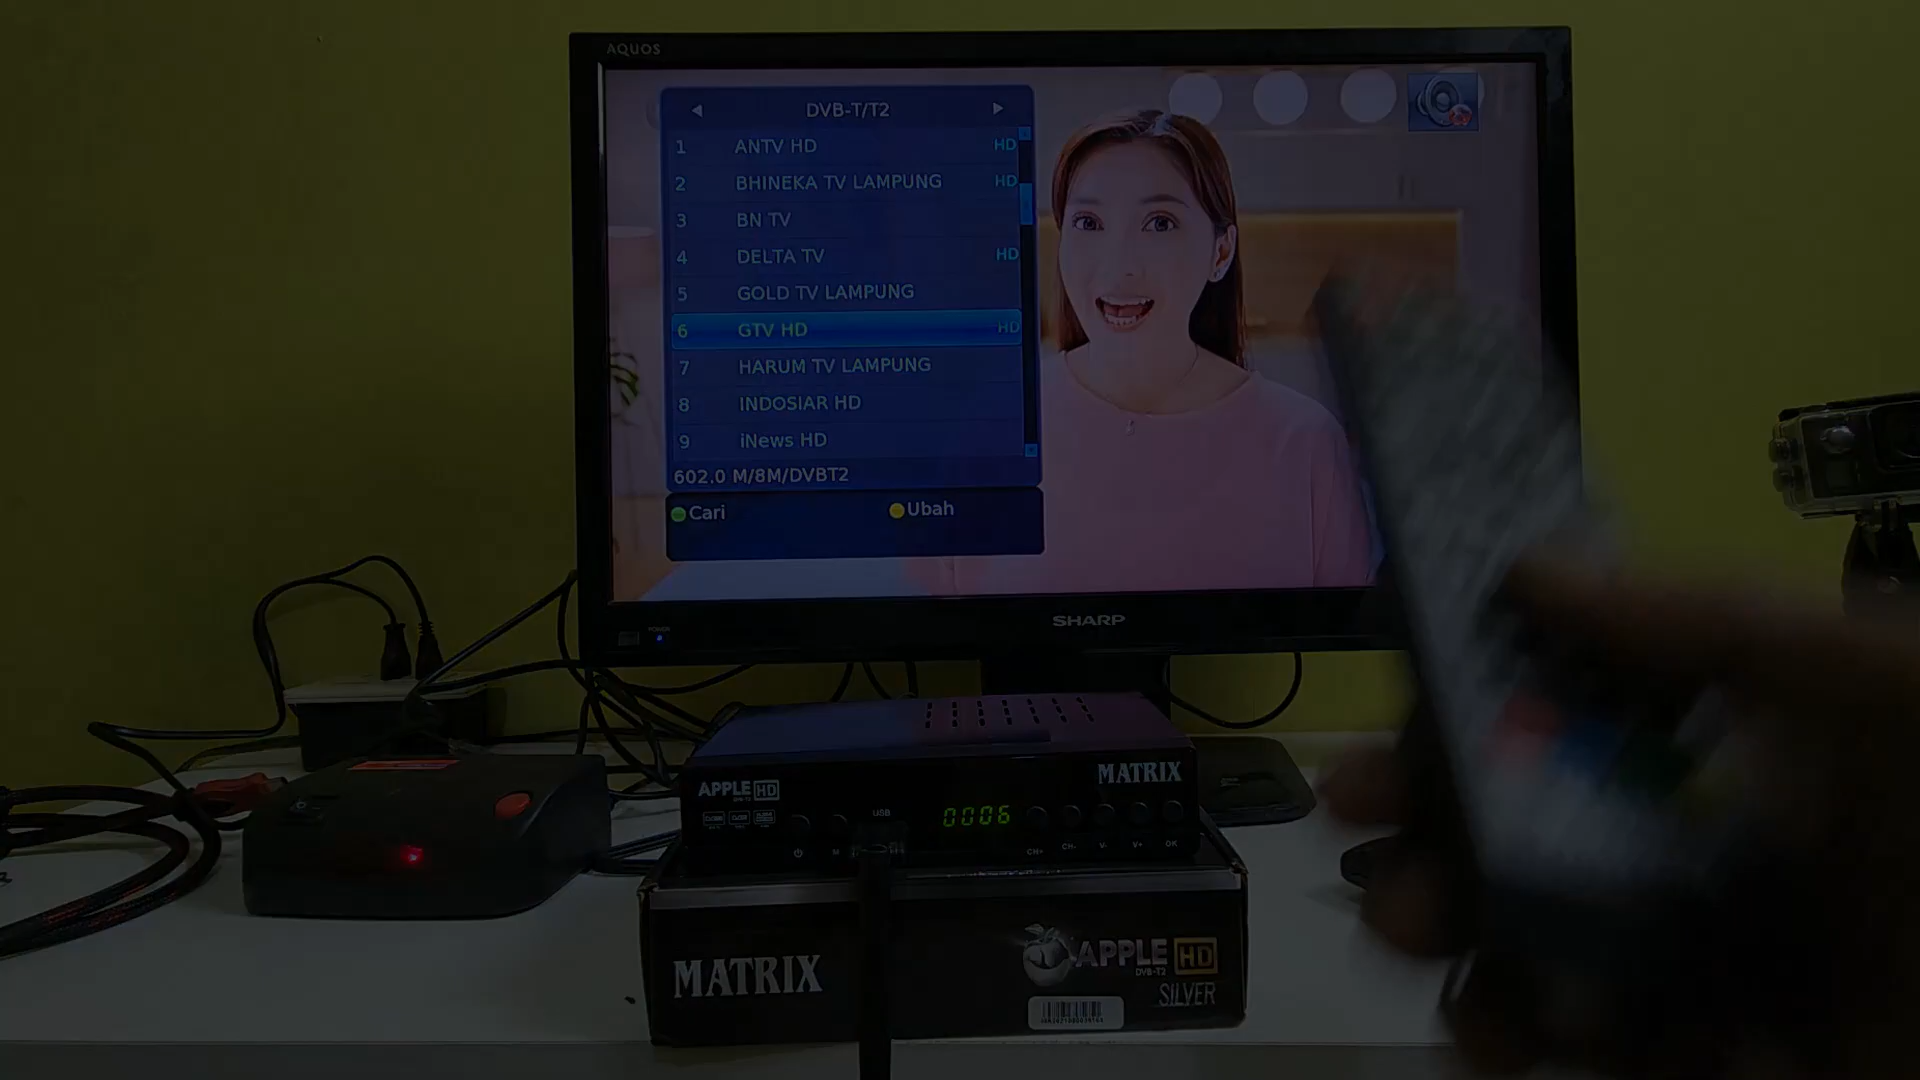 AQUOS
DVB-T/T2
1 ANTV HD HD
2 BHINEKA TV LAMPUNG HD
3 BN TV
4 DELTA TV HD
5 GOLD TV LAMPUNG
6 GTV HD HD
7 HARUM TV LAMPUNG
8 INDOSIAR HD
9 iNews HD
602.0 M/8M/DVBT2
Cari Ubah
POWER
SHARP
APPLE HD
MATRIX
USB
0006
CH+ CH- V- V+ OK
MATRIX
APPLE HD
DVB-T2
SILVER